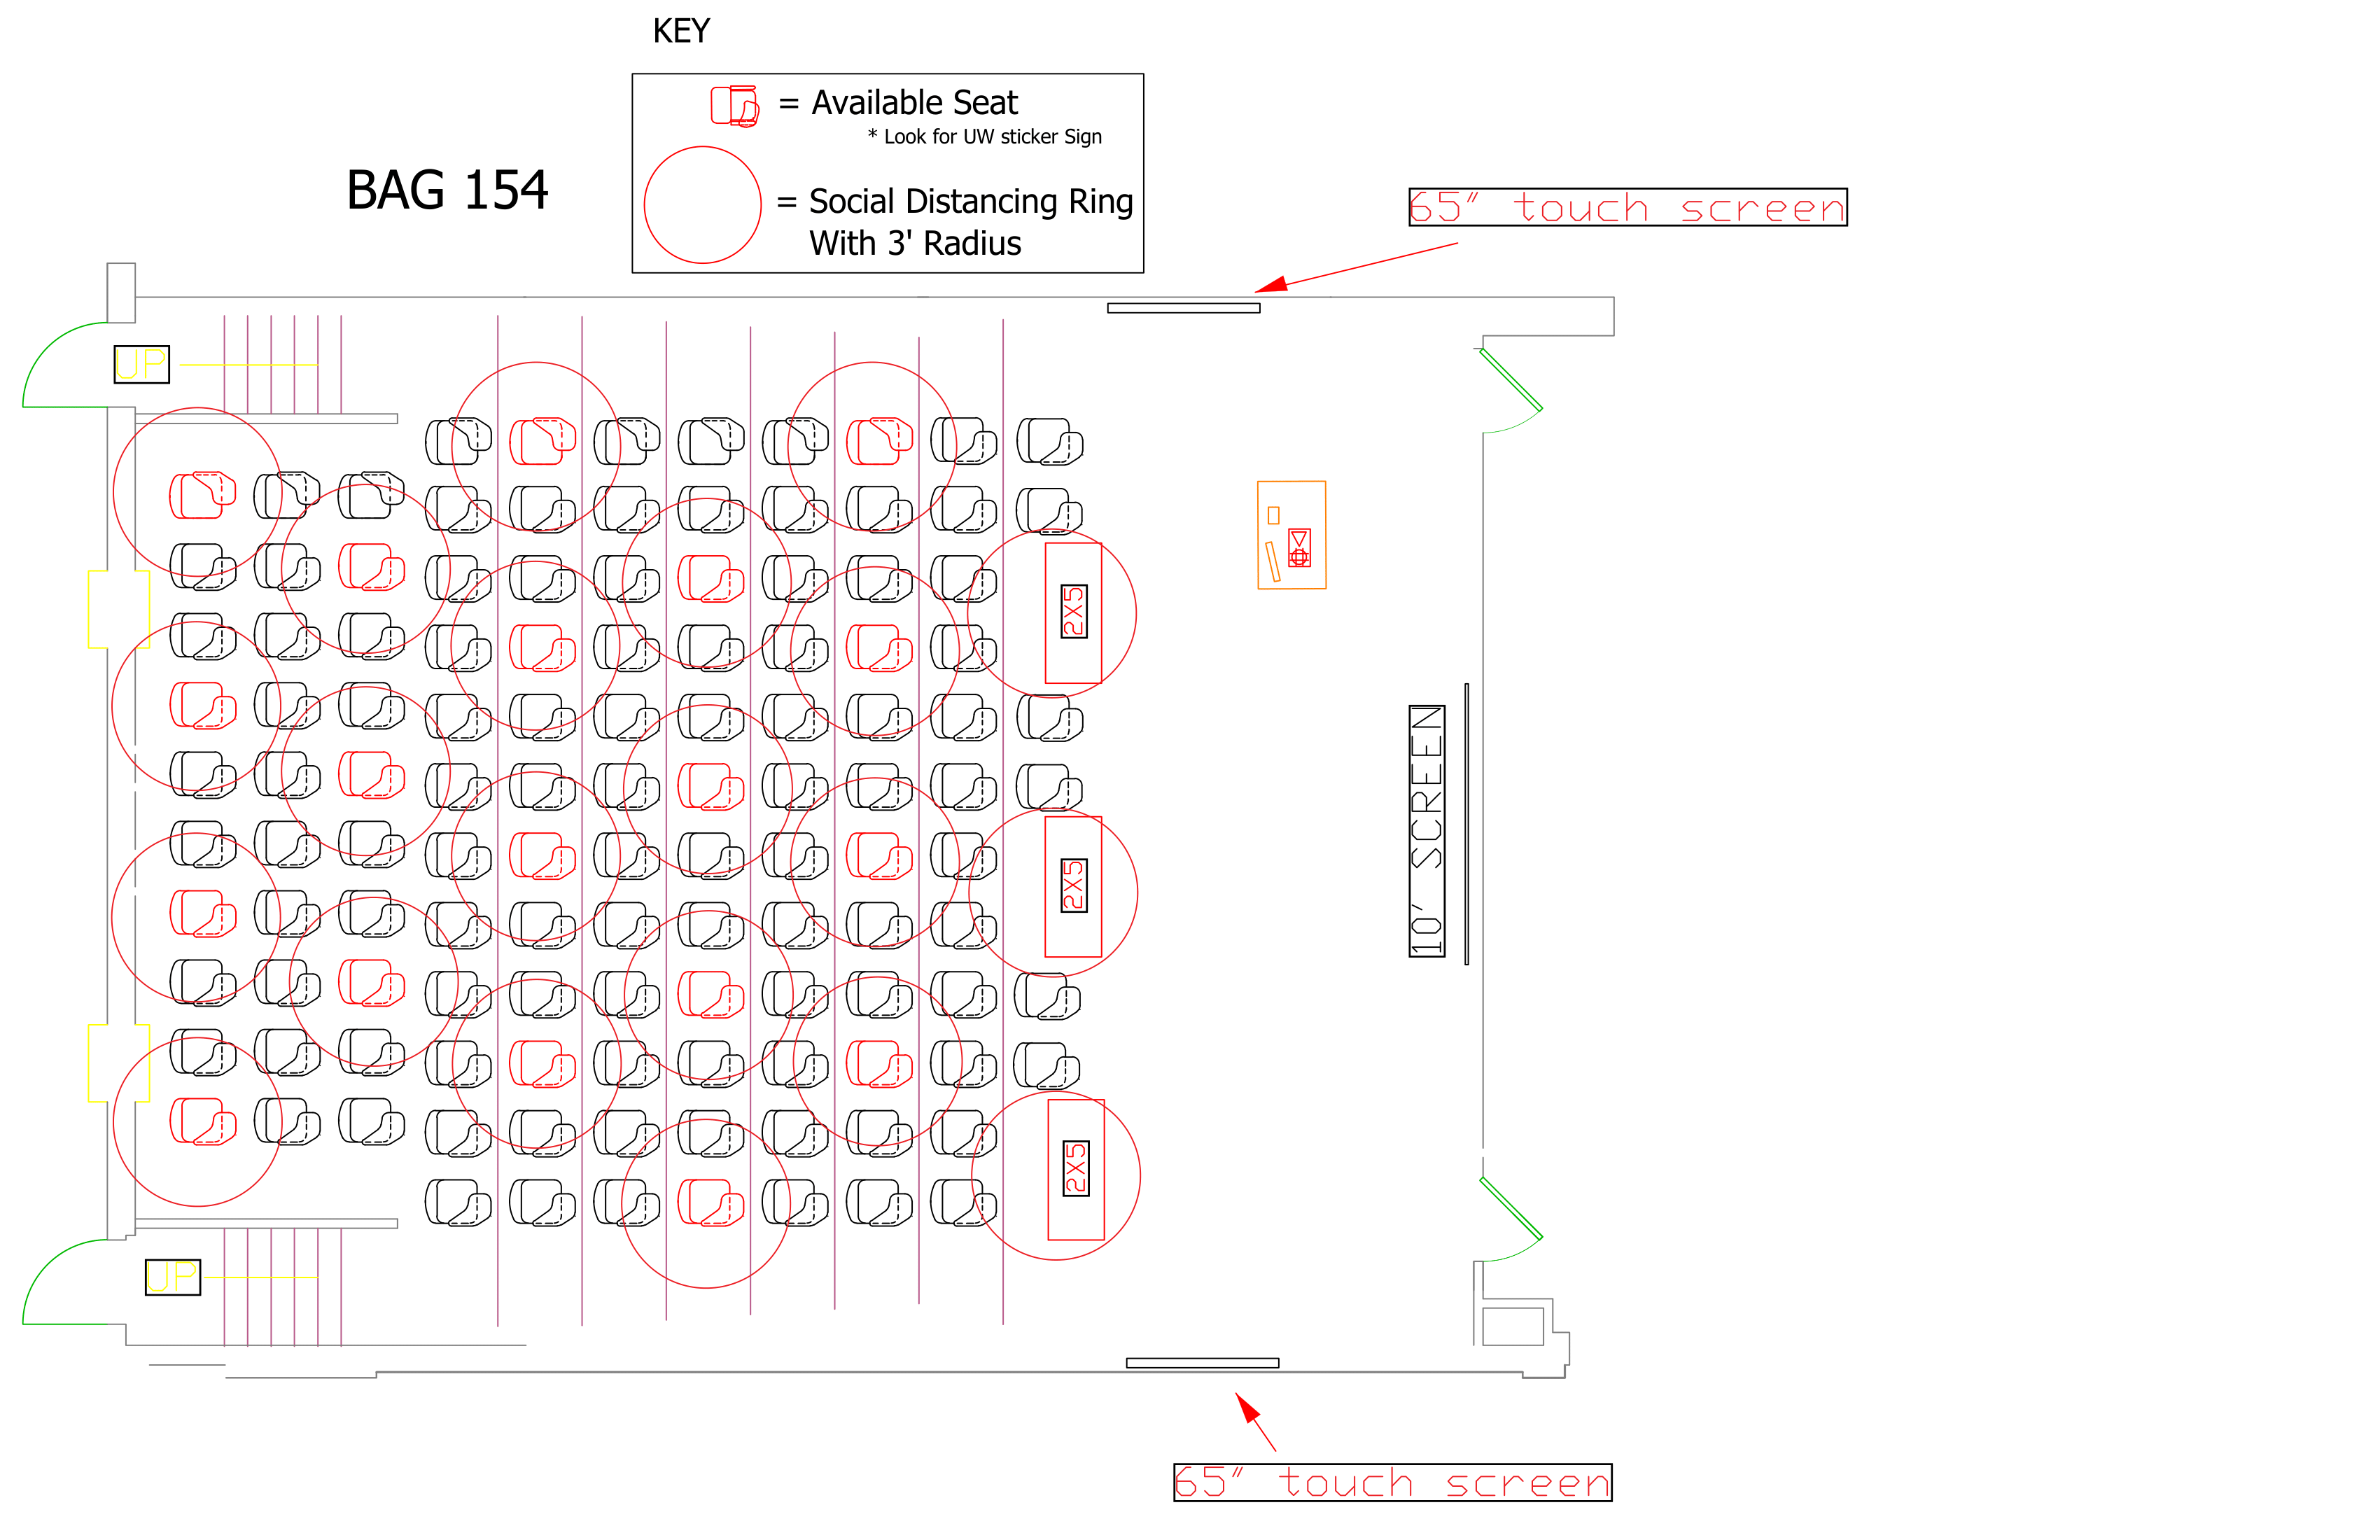 KEY
= Available Seat
* Look for UW sticker Sign
= Social Distancing Ring
With 3' Radius
BAG 154
65" touch screen
UP
2X5
10' SCREEN
2X5
2X5
UP
65" touch screen